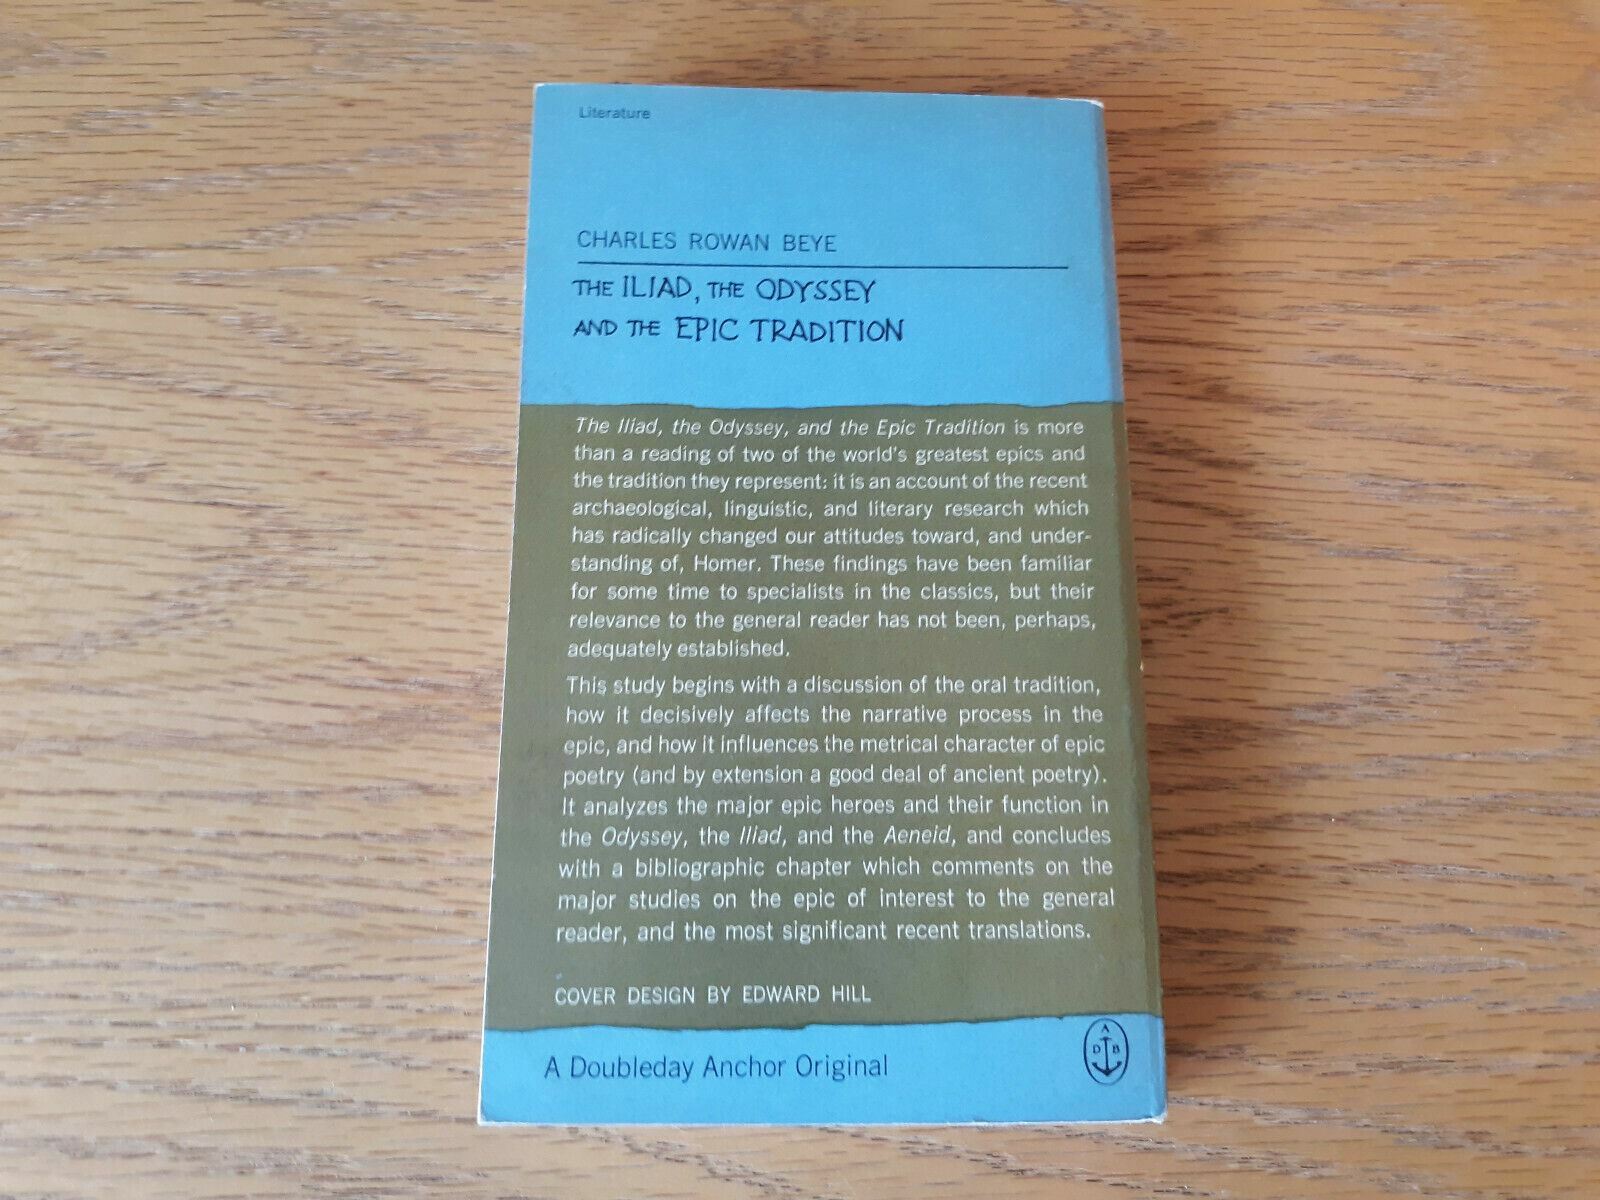 Literature
CHARLES ROWAN BEYE
THE ILIAD, THE ODYSSEY
AND THE EPIC TRADITION
The Iliad, the Odyssey, and the Epic Tradition is more
than a reading of two of the world's greatest epics and
the tradition they represent: it is an account of the recent
archaeological, linguistic, and literary research which
has radically changed our attitudes toward, and under-
standing of, Homer. These findings have been familiar
for some time to specialists in the classics, but their
relevance to the general reader has not been, perhaps,
adequately established.
This study begins with a discussion of the oral tradition,
how it decisively affects the narrative process in the
epic, and how it influences the metrical character of epic
poetry (and by extension a good deal of ancient poetry).
It analyzes the major epic heroes and their function in
the Odyssey, the Iliad, and the Aeneid, and concludes
with a bibliographic chapter which comments on the
major studies on the epic of interest to the general
reader, and the most significant recent translations.
COVER DESIGN BY EDWARD HILL
A Doubleday Anchor Original
A
D B